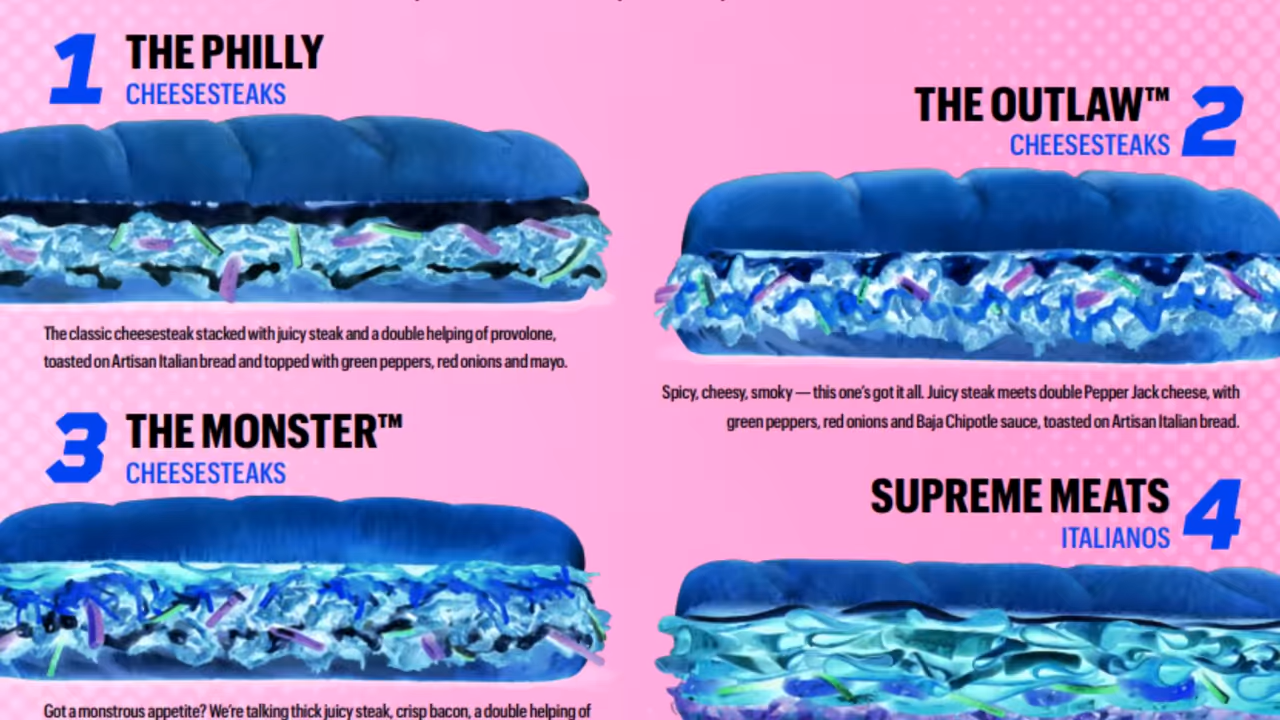 1 THE PHILLY
CHEESESTEAKS
The classic cheesesteak stacked with juicy steak and a double helping of provolone,
toasted on Artisan Italian bread and topped with green peppers, red onions and mayo.
THE OUTLAW™ 2
CHEESESTEAKS
Spicy, cheesy, smoky — this one's got it all. Juicy steak meets double Pepper Jack cheese, with
green peppers, red onions and Baja Chipotle sauce, toasted on Artisan Italian bread.
3 THE MONSTER™
CHEESESTEAKS
Got a monstrous appetite? We're talking thick juicy steak, crisp bacon, a double helping of
SUPREME MEATS 4
ITALIANOS